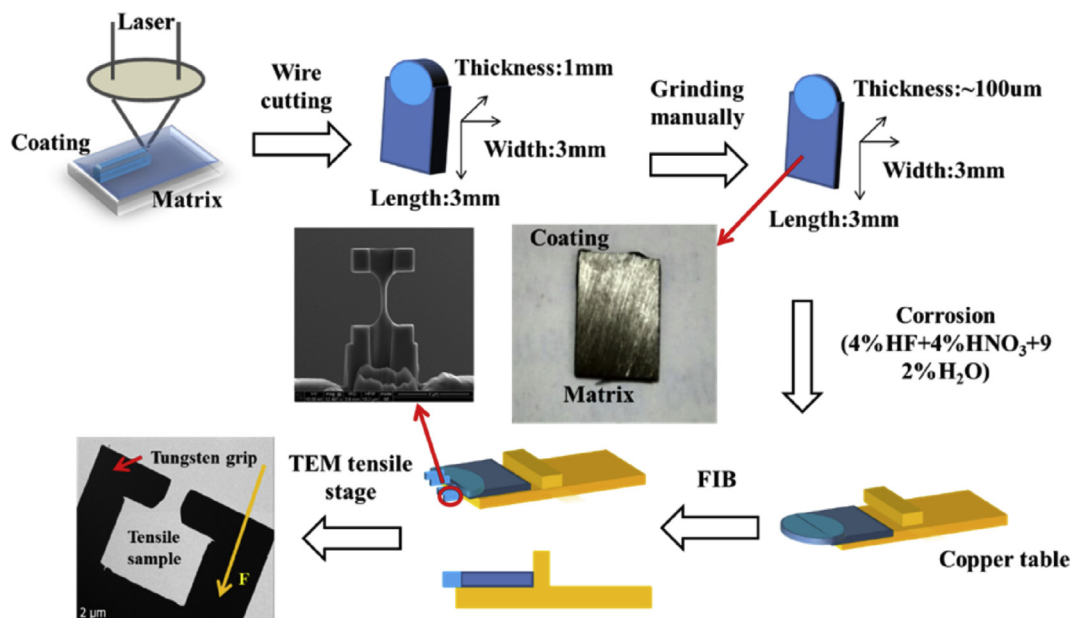 Laser
Coating
Matrix
Wire
cutting
Thickness:1mm
Width:3mm
Length:3mm
Grinding
manually
Thickness:~100um
Width:3mm
Length:3mm
Coating
Matrix
Corrosion
(4%HF+4%HNO₃+9
2%H₂O)
Copper table
FIB
TEM tensile
stage
Tungsten grip
Tensile
sample
F
2 μm